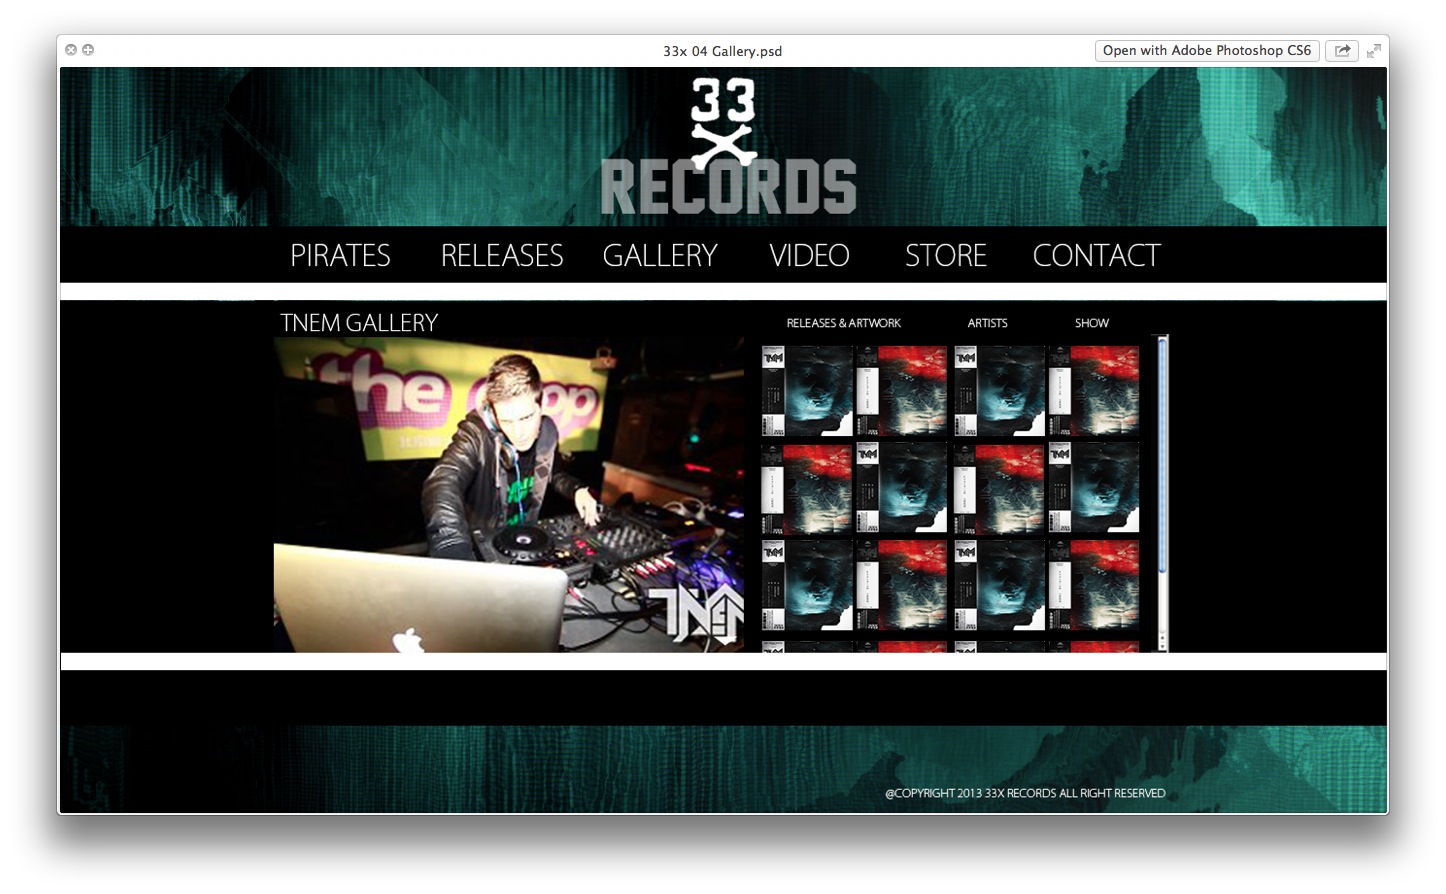 33x 04 Gallery.psd
Open with Adobe Photoshop CS6
33
X
RECORDS
PIRATES RELEASES GALLERY VIDEO STORE CONTACT
TNEM GALLERY
RELEASES & ARTWORK ARTISTS SHOW
the
TNEM
@COPYRIGHT 2013 33X RECORDS ALL RIGHT RESERVED